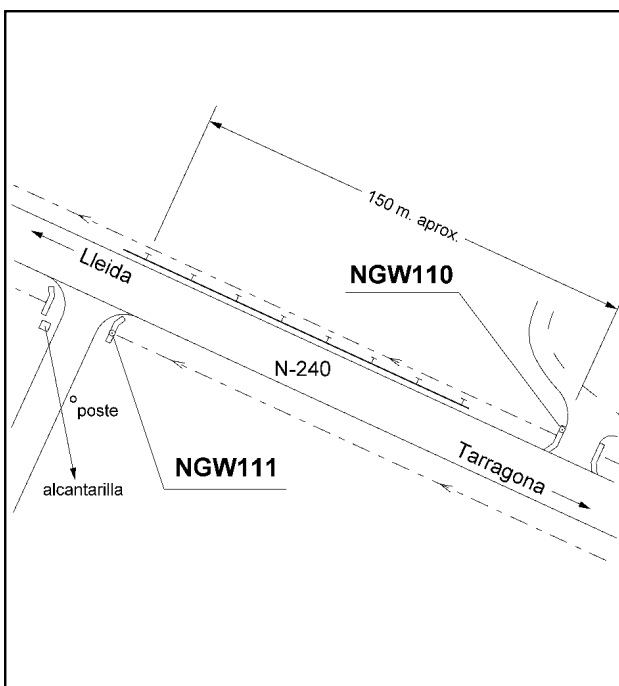 150 m. aprox.
Lleida
NGW110
N-240
poste
NGW111
Tarragona
alcantarilla